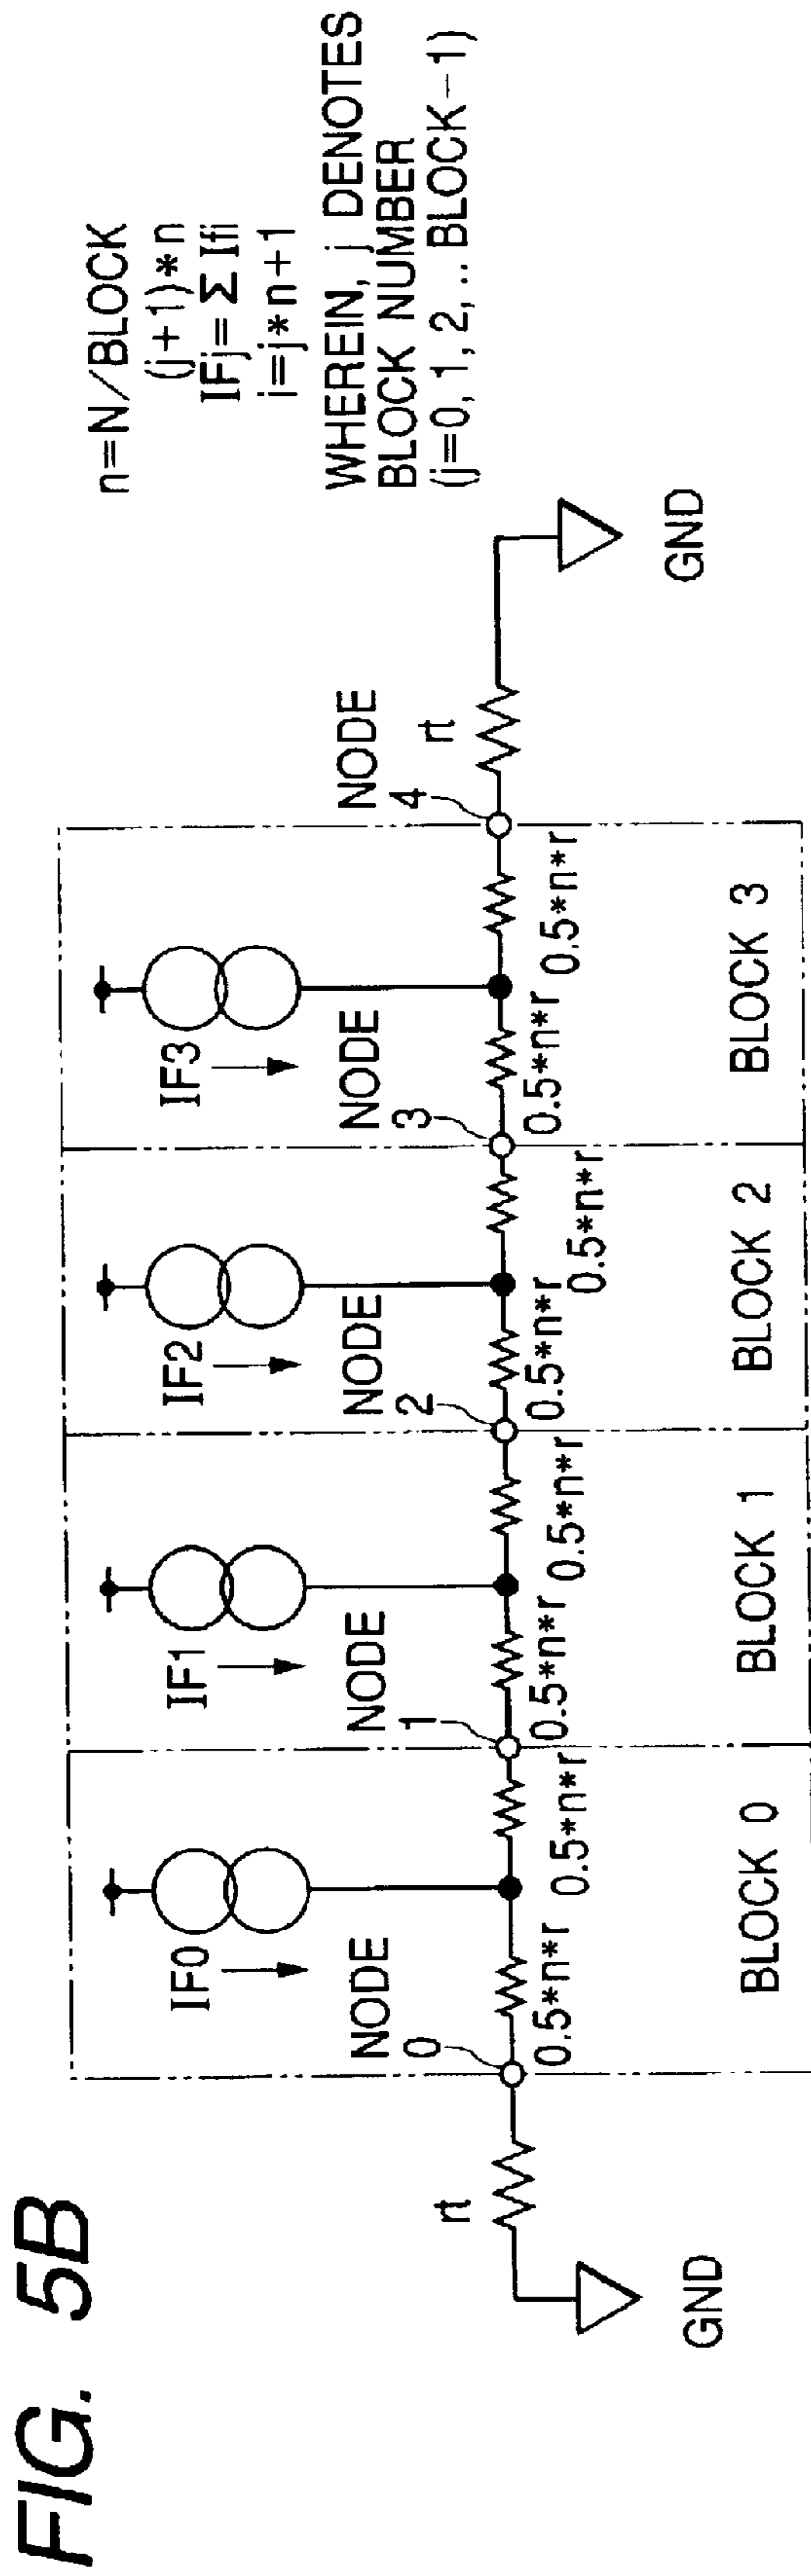 FIG. 5B
n=N/BLOCK
(j+1)*n
IFj=Σ Ifi
i=j*n+1
WHEREIN, j DENOTES
BLOCK NUMBER
(j=0, 1, 2, .. BLOCK-1)
IF0
IF1
IF2
IF3
NODE
0
NODE
1
NODE
2
NODE
3
NODE
4
rt
0.5*n*r
0.5*n*r
0.5*n*r
0.5*n*r
0.5*n*r
0.5*n*r
0.5*n*r
0.5*n*r
rt
GND
BLOCK 0
BLOCK 1
BLOCK 2
BLOCK 3
GND